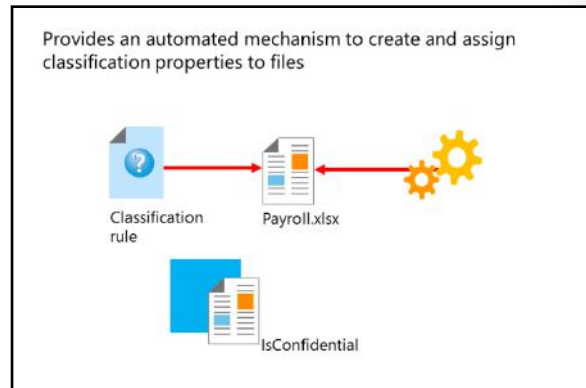 Provides an automated mechanism to create and assign
classification properties to files
?
Classification
rule
Payroll.xlsx
IsConfidential